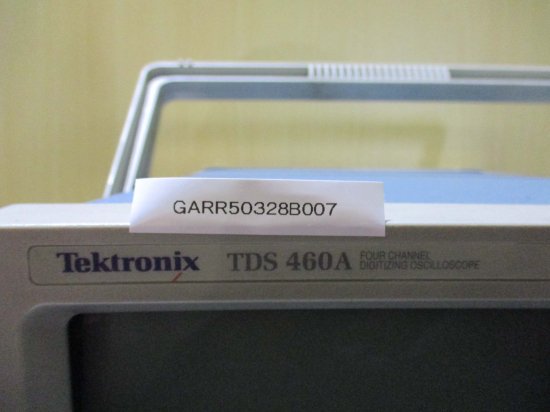 GARR50328B007
Tektronix TDS 460A FOUR CHANNEL
DIGITIZING OSCILLOSCOPE